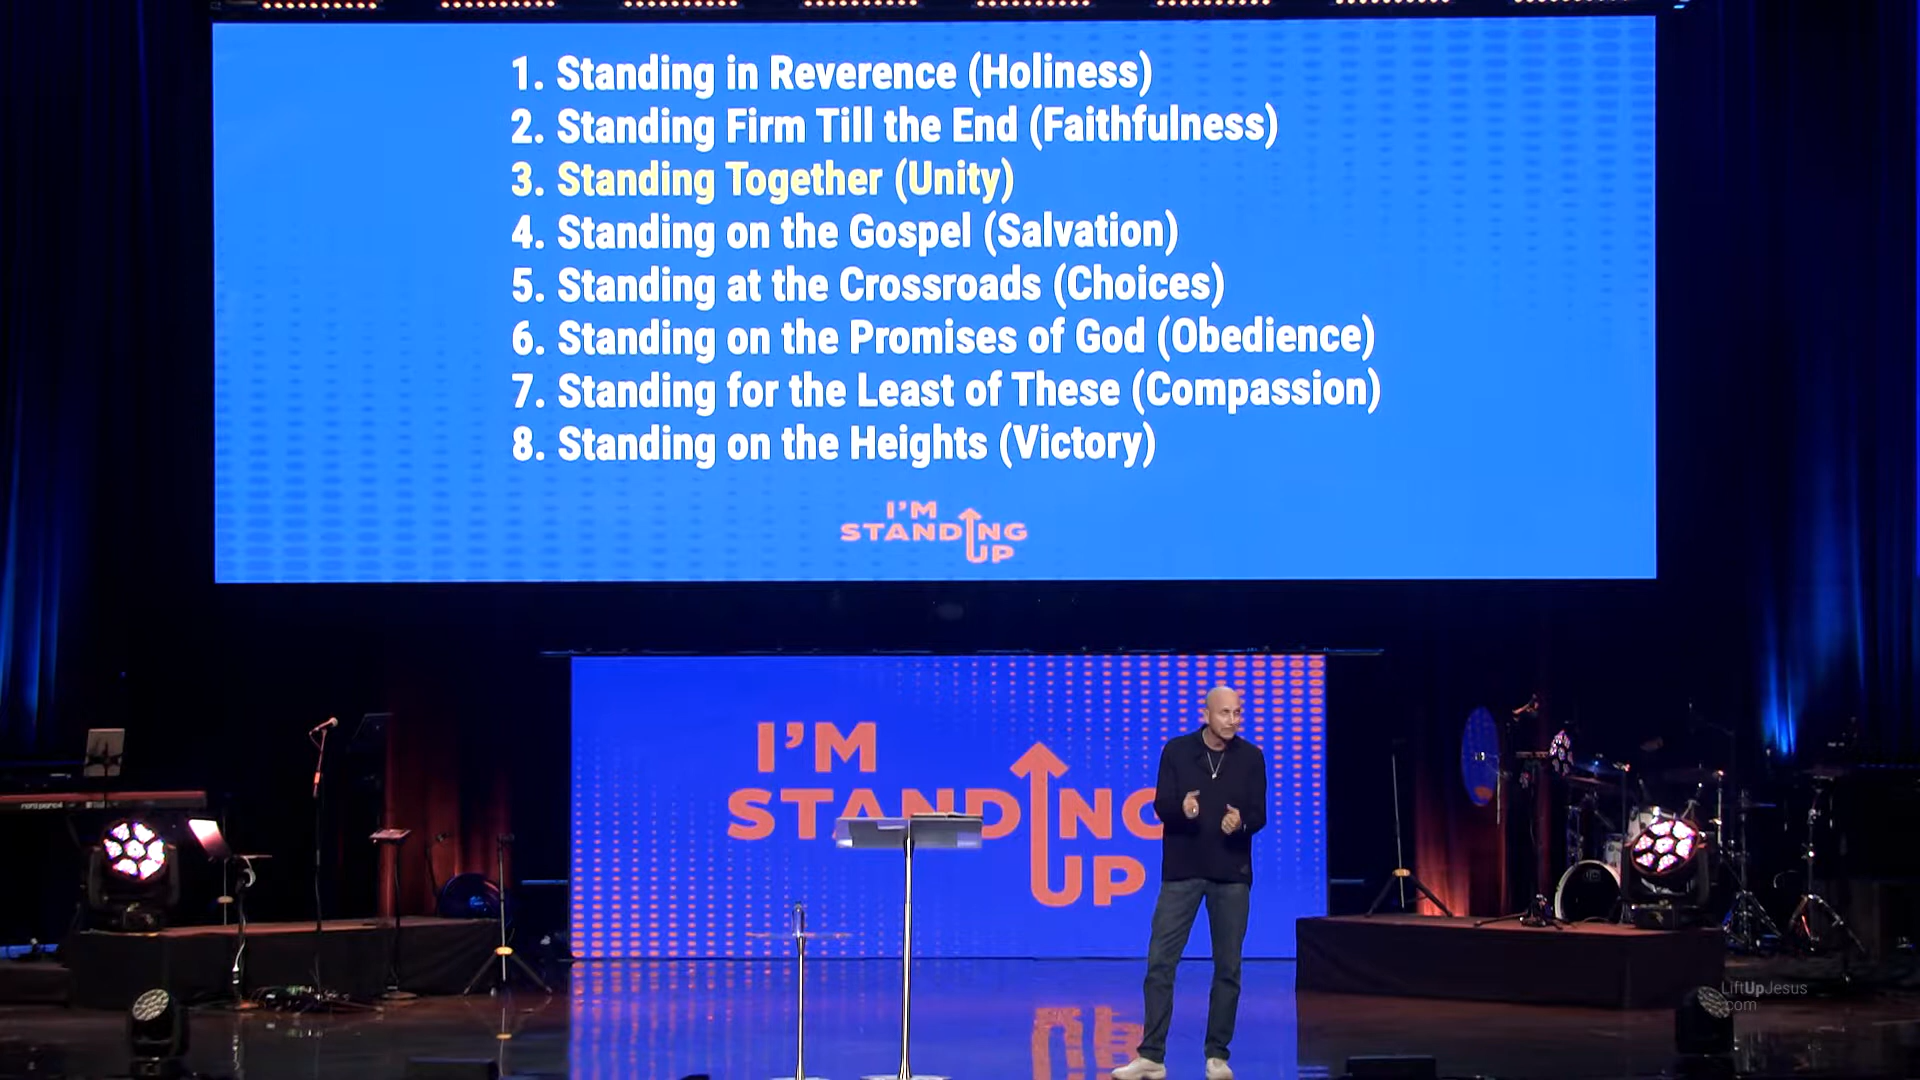 1. Standing in Reverence (Holiness)
2. Standing Firm Till the End (Faithfulness)
3. Standing Together (Unity)
4. Standing on the Gospel (Salvation)
5. Standing at the Crossroads (Choices)
6. Standing on the Promises of God (Obedience)
7. Standing for the Least of These (Compassion)
8. Standing on the Heights (Victory)
I'M
STANDING
UP
I'M
STANDING
UP
LiftUpJesus
.com